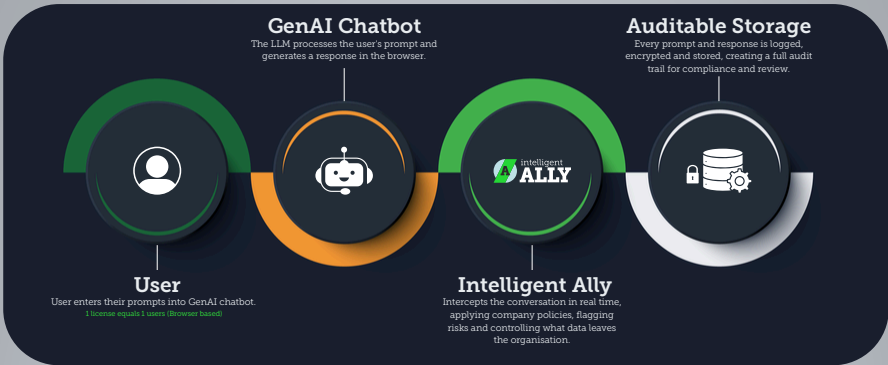 GenAI Chatbot
The LLM processes the user's prompt and
generates a response in the browser.
Auditable Storage
Every prompt and response is logged,
encrypted and stored, creating a full audit
trail for compliance and review.
A
intelligent
ALLY
User
User enters their prompts into GenAI chatbot.
1 license equals 1 users (Browser based)
Intelligent Ally
Intercepts the conversation in real time,
applying company policies, flagging
risks and controlling what data leaves
the organisation.